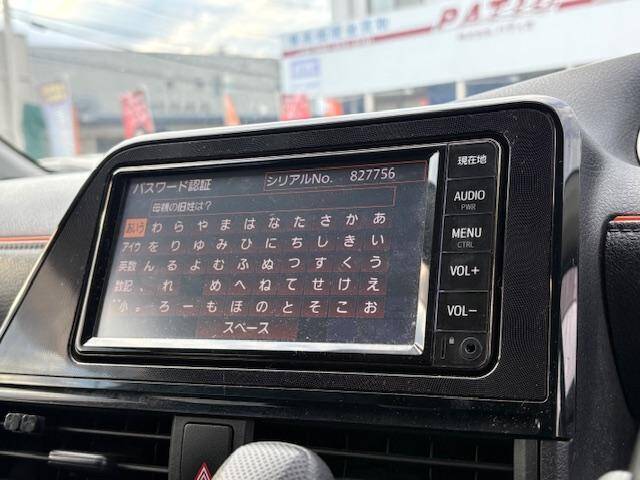 PATIO
パスワード認証 シリアルNo. 827756
母親の旧姓は?
あいう わらやまはなたさかあ
アイウ をりゆみひにちしきい
英数 んるよむふぬつすくう
数記 、れ めへねてせけえ
゛゜小 。ろーもほのとそこお
スペース
現在地
AUDIO
PWR
MENU
CTRL
VOL+
VOL−